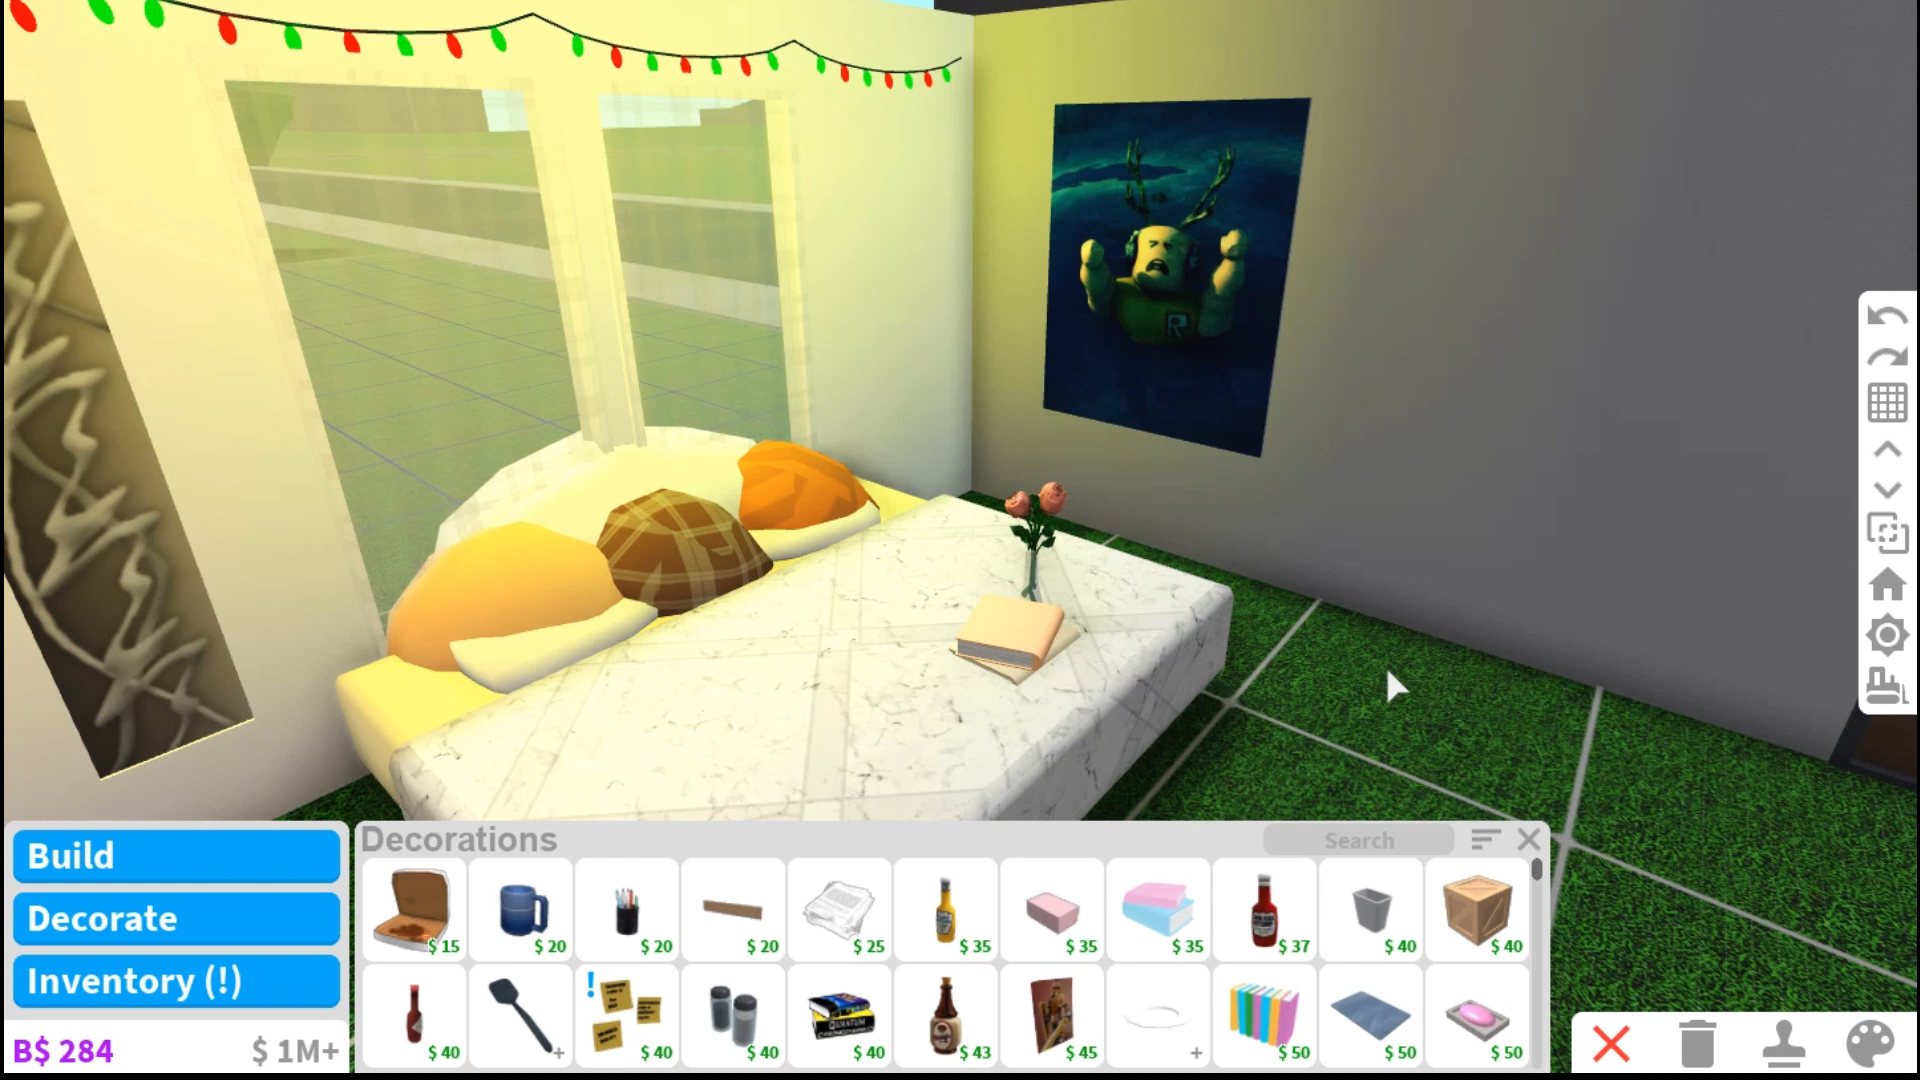 R
Build
Decorate
Inventory (!)
B$ 284
$ 1M+
Decorations
Search
$ 15
$ 20
$ 20
$ 20
$ 25
$ 35
$ 35
$ 35
$ 37
$ 40
$ 40
$ 40
+
!
$ 40
$ 40
QUANTUM
$ 40
$ 43
$ 45
+
$ 50
$ 50
$ 50